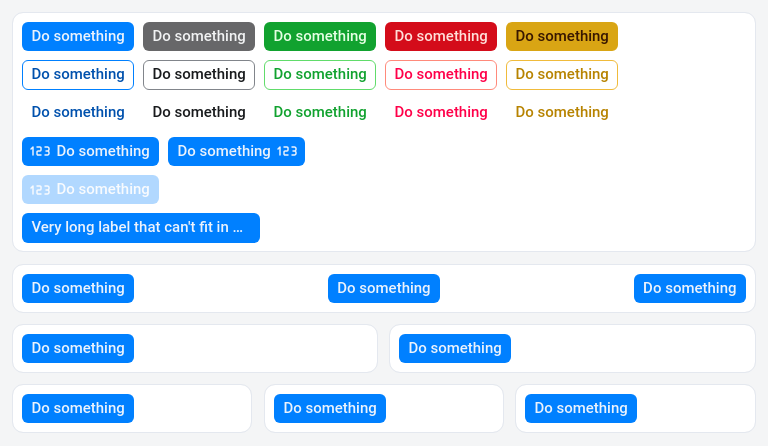 Do something Do something Do something Do something Do something
Do something Do something Do something Do something Do something
Do something Do something Do something Do something Do something
123 Do something Do something 123
123 Do something
Very long label that can't fit in ...
Do something Do something Do something
Do something Do something
Do something Do something Do something